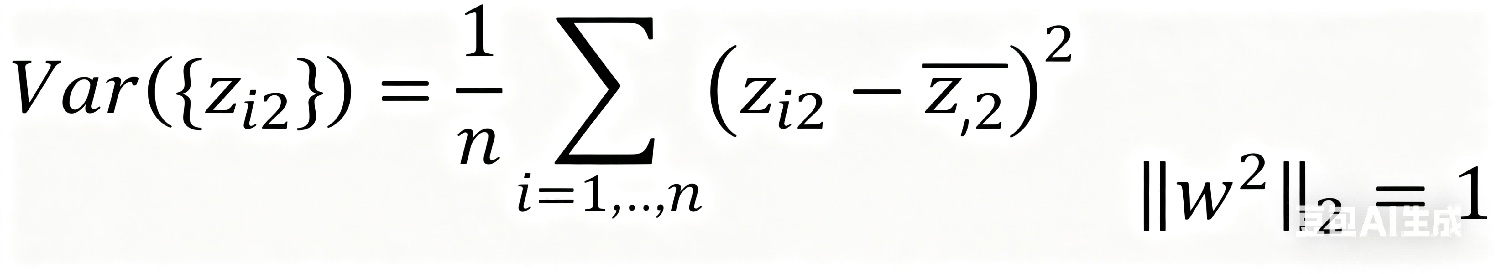 Var({z_{i2}}) = \frac{1}{n} \sum_{i=1,..,n} (z_{i2} - \overline{z_{,2}})^2
‖w^2‖_2 = 1
豆包AI生成